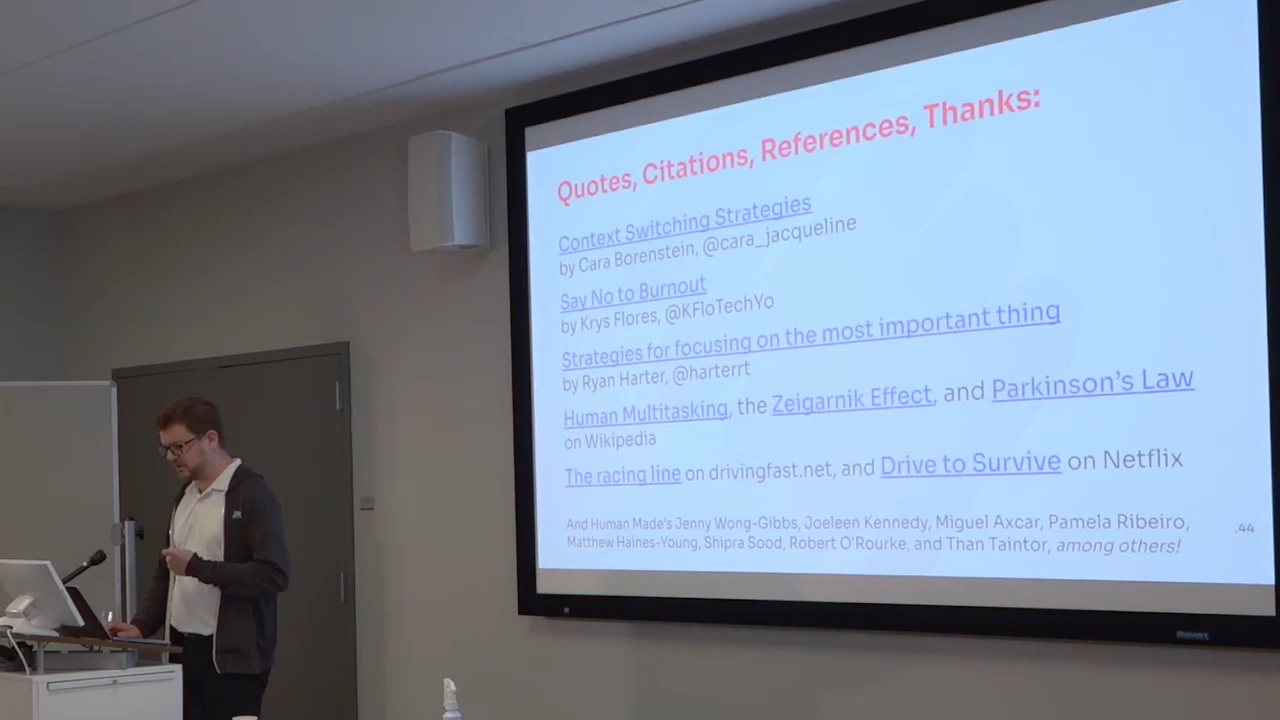 Quotes, Citations, References, Thanks:
Context Switching Strategies
by Cara Borenstein, @cara_jacqueline
Say No to Burnout
by Krys Flores, @KFloTechYo
Strategies for focusing on the most important thing
by Ryan Harter, @harterrt
Human Multitasking, the Zeigarnik Effect, and Parkinson's Law
on Wikipedia
The racing line on drivingfast.net, and Drive to Survive on Netflix
And Human Made's Jenny Wong-Gibbs, Joeleen Kennedy, Miguel Axcar, Pamela Ribeiro,
Matthew Haines-Young, Shipra Sood, Robert O'Rourke, and Than Taintor, among others!
.44
Stewart